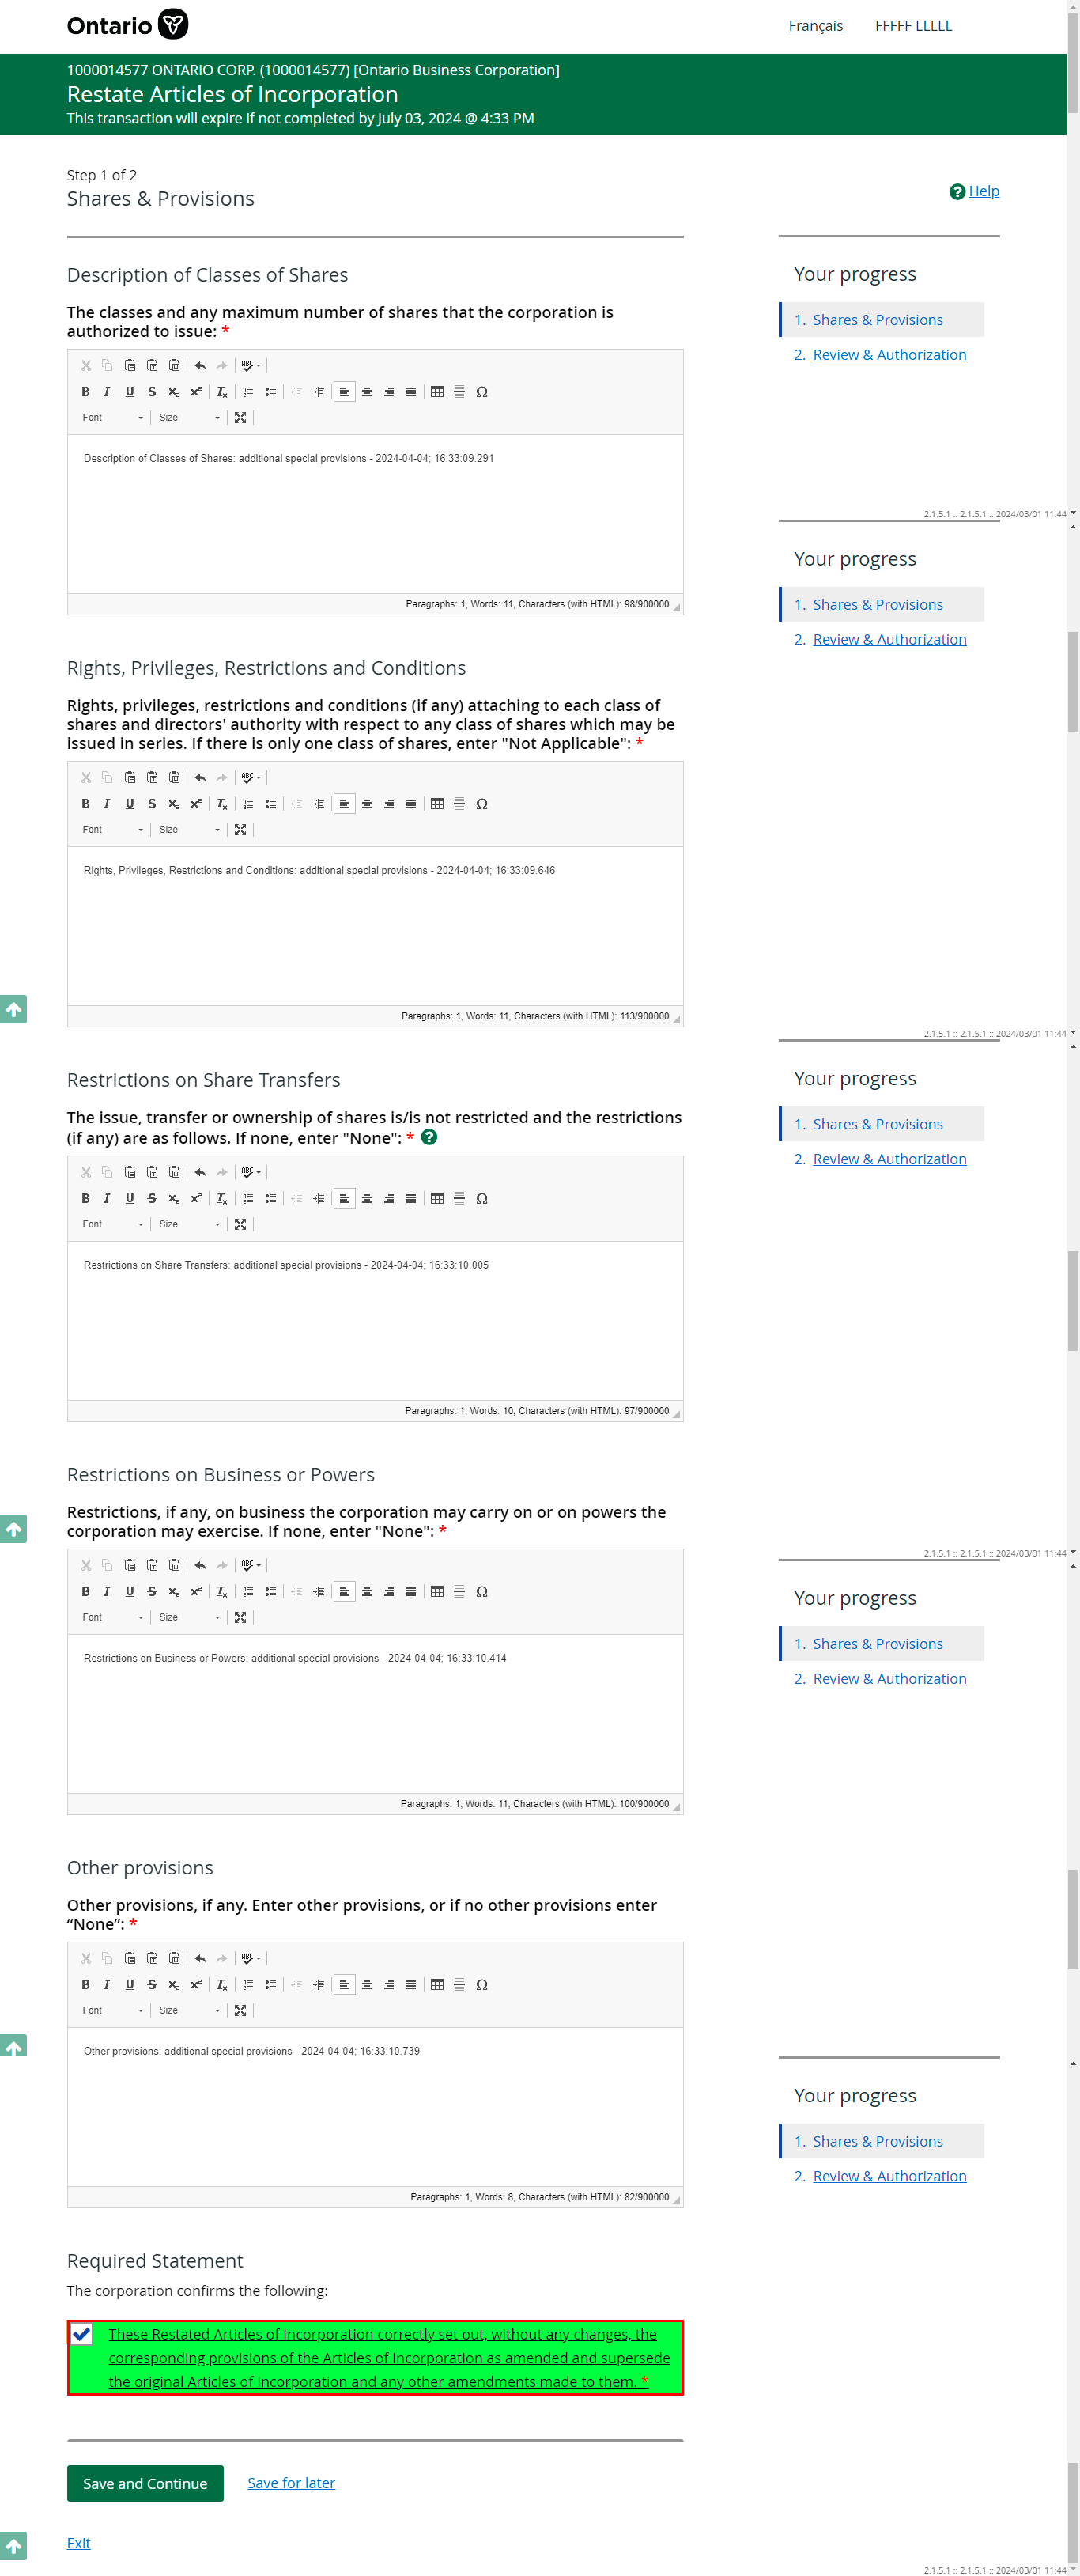 Ontario
Français FFFFF LLLLL
1000014577 ONTARIO CORP. (1000014577) [Ontario Business Corporation]
Restate Articles of Incorporation
This transaction will expire if not completed by July 03, 2024 @ 4:33 PM
Step 1 of 2
Shares & Provisions
? Help
Description of Classes of Shares
Your progress
The classes and any maximum number of shares that the corporation is
authorized to issue: *
1. Shares & Provisions
2. Review & Authorization
ABC
B I U S x₂ x² Tx Ω
Font Size
Description of Classes of Shares: additional special provisions - 2024-04-04; 16:33:09.291
2.1.5.1 :: 2.1.5.1 :: 2024/03/01 11:44
Your progress
1. Shares & Provisions
Paragraphs: 1, Words: 11, Characters (with HTML): 98/900000
2. Review & Authorization
Rights, Privileges, Restrictions and Conditions
Rights, privileges, restrictions and conditions (if any) attaching to each class of
shares and directors' authority with respect to any class of shares which may be
issued in series. If there is only one class of shares, enter "Not Applicable": *
ABC
B I U S x₂ x² Tx Ω
Font Size
Rights, Privileges, Restrictions and Conditions: additional special provisions - 2024-04-04; 16:33:09.646
Paragraphs: 1, Words: 11, Characters (with HTML): 113/900000
2.1.5.1 :: 2.1.5.1 :: 2024/03/01 11:44
Restrictions on Share Transfers
Your progress
The issue, transfer or ownership of shares is/is not restricted and the restrictions
(if any) are as follows. If none, enter "None": * ?
1. Shares & Provisions
2. Review & Authorization
ABC
B I U S x₂ x² Tx Ω
Font Size
Restrictions on Share Transfers: additional special provisions - 2024-04-04; 16:33:10.005
Paragraphs: 1, Words: 10, Characters (with HTML): 97/900000
Restrictions on Business or Powers
Restrictions, if any, on business the corporation may carry on or on powers the
corporation may exercise. If none, enter "None": *
2.1.5.1 :: 2.1.5.1 :: 2024/03/01 11:44
ABC
B I U S x₂ x² Tx Ω
Font Size
Your progress
1. Shares & Provisions
2. Review & Authorization
Restrictions on Business or Powers: additional special provisions - 2024-04-04; 16:33:10.414
Paragraphs: 1, Words: 11, Characters (with HTML): 100/900000
Other provisions
Other provisions, if any. Enter other provisions, or if no other provisions enter
“None”: *
ABC
B I U S x₂ x² Tx Ω
Font Size
Other provisions: additional special provisions - 2024-04-04; 16:33:10.739
Your progress
1. Shares & Provisions
2. Review & Authorization
Paragraphs: 1, Words: 8, Characters (with HTML): 82/900000
Required Statement
The corporation confirms the following:
These Restated Articles of Incorporation correctly set out, without any changes, the
corresponding provisions of the Articles of Incorporation as amended and supersede
the original Articles of Incorporation and any other amendments made to them. *
Save and Continue Save for later
Exit
2.1.5.1 :: 2.1.5.1 :: 2024/03/01 11:44